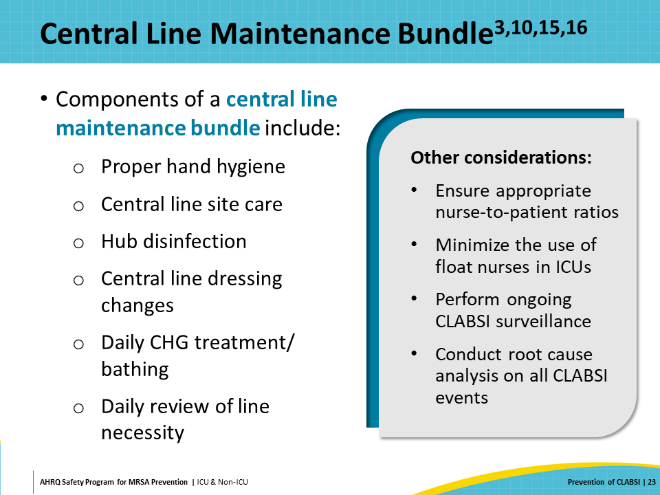 Central Line Maintenance Bundle3,10,15,16
• Components of a central line
maintenance bundle include:
o Proper hand hygiene
o Central line site care
o Hub disinfection
o Central line dressing
changes
o Daily CHG treatment/
bathing
o Daily review of line
necessity
Other considerations:
• Ensure appropriate
nurse-to-patient ratios
• Minimize the use of
float nurses in ICUs
• Perform ongoing
CLABSI surveillance
• Conduct root cause
analysis on all CLABSI
events
AHRQ Safety Program for MRSA Prevention | ICU & Non-ICU
Prevention of CLABSI | 23